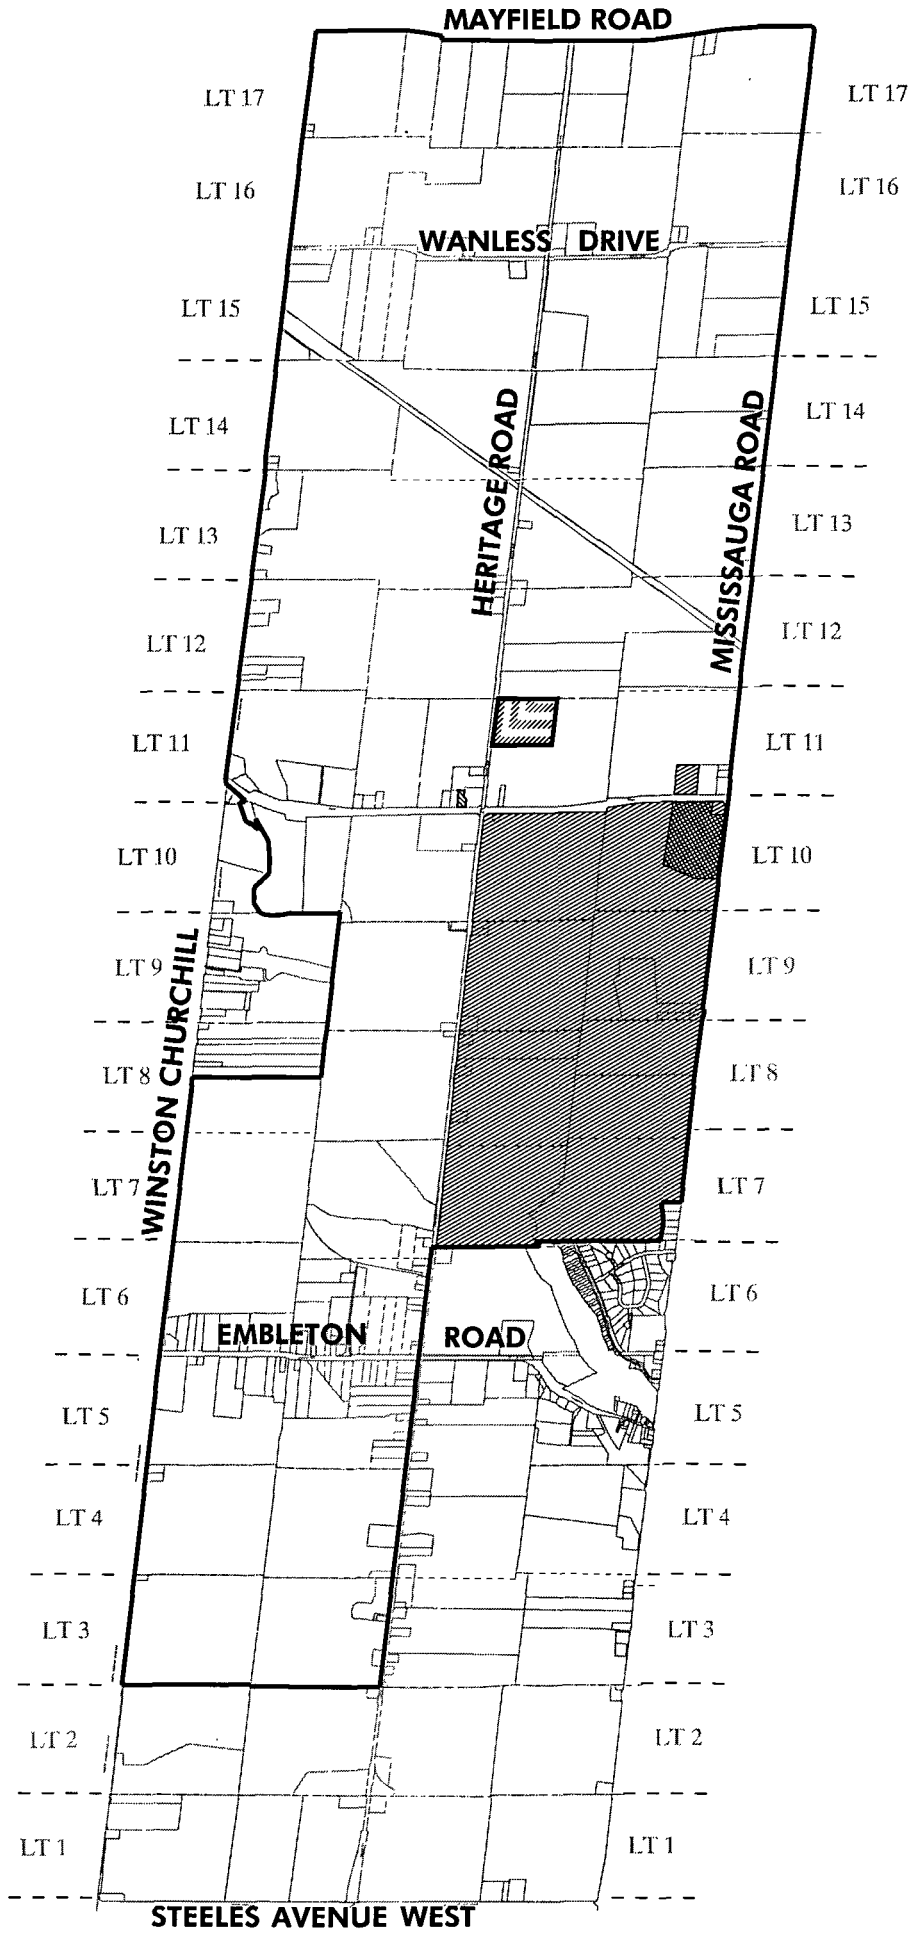 MAYFIELD ROAD
LT 17
LT 17
LT 16
LT 16
WANLESS DRIVE
LT 15
LT 15
LT 14
LT 14
HERITAGE ROAD
MISSISSAUGA ROAD
LT 13
LT 13
LT 12
LT 12
LT 11
LT 11
LT 10
LT 10
WINSTON CHURCHILL
LT 9
LT 9
LT 8
LT 8
LT 7
LT 7
LT 6
LT 6
EMBLETON ROAD
LT 5
LT 5
LT 4
LT 4
LT 3
LT 3
LT 2
LT 2
LT 1
LT 1
STEELES AVENUE WEST